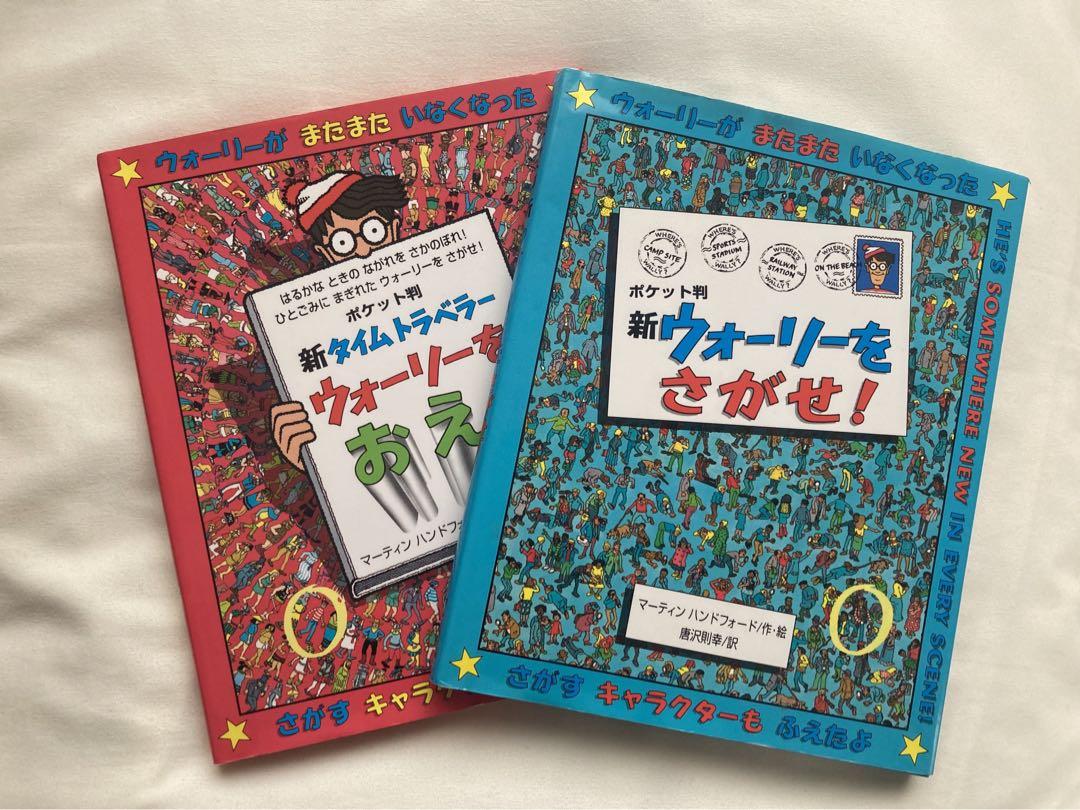 ウォーリーが またまた いなくなった
はるかな ときの ながれを さかのぼれ!
ひとごみに まぎれた ウォーリーを さがせ!
ポケット判
新タイムトラベラー
ウォーリーを
おえ
マーティン ハンドフォ
さがす キャラ
ウォーリーが またまた いなくなった
HE'S SOMEWHERE NEW IN EVERY SCENE!
WHERE'S
CAMP SITE
WALLY?
WHERE'S
SPORTS
STADIUM
WALLY?
WHERE'S
RAILWAY
STATION
WALLY?
WHERE'S
ON THE BEA
WALLY?
ポケット判
新ウォーリーを
さがせ!
マーティン ハンドフォード/作・絵
唐沢則幸/訳
さがす キャラクターも ふえたよ